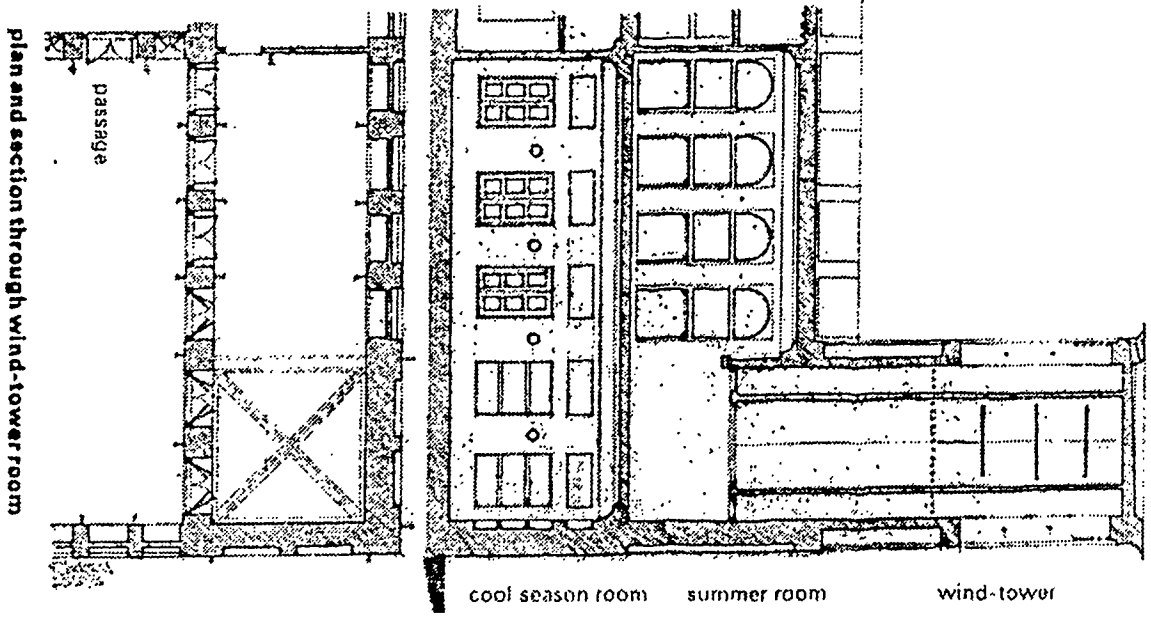 plan and section through wind-tower room
passage
cool season room
summer room
wind-tower